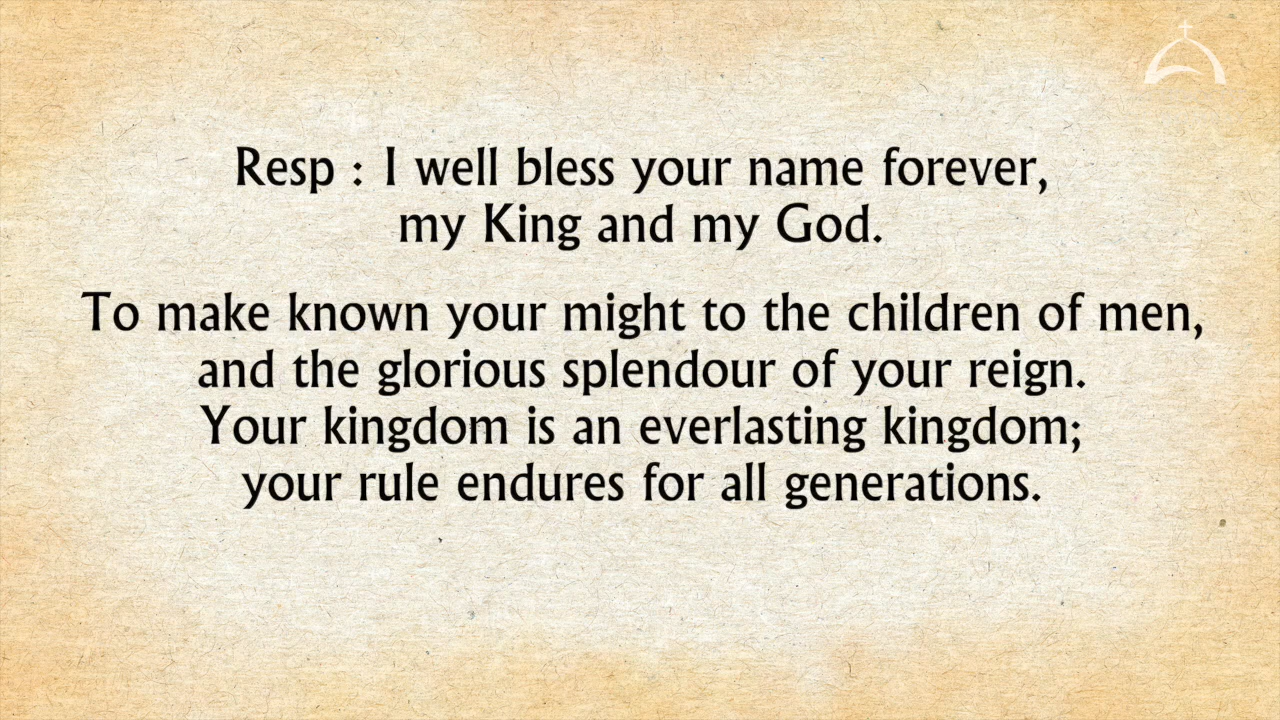 Resp : I well bless your name forever,
my King and my God.
To make known your might to the children of men,
and the glorious splendour of your reign.
Your kingdom is an everlasting kingdom;
your rule endures for all generations.